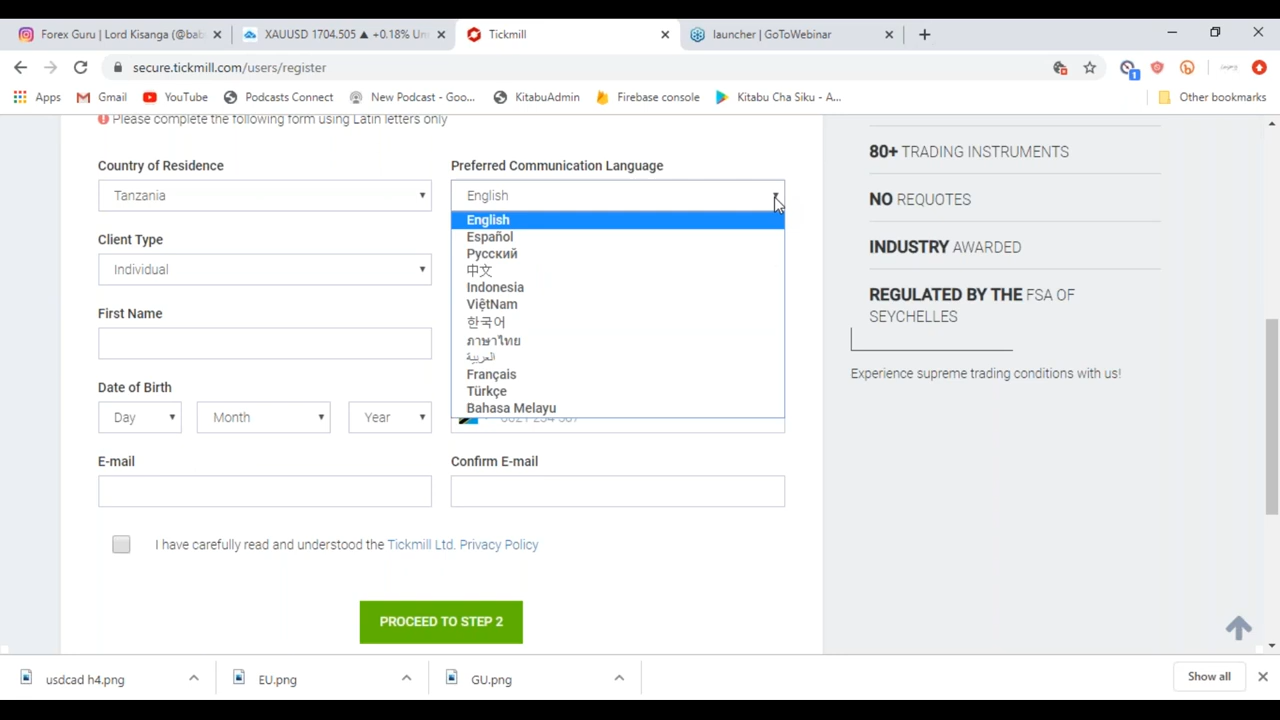 Forex Guru | Lord Kisanga (@bab
XAUUSD 1704.505 ▲ +0.18% Un
Tickmill
launcher | GoToWebinar
secure.tickmill.com/users/register
1
Apps
Gmail
YouTube
Podcasts Connect
New Podcast - Goo...
KitabuAdmin
Firebase console
Kitabu Cha Siku - A...
Other bookmarks
Please complete the following form using Latin letters only
Country of Residence
Tanzania
Client Type
Individual
First Name
Date of Birth
Day
Month
Year
E-mail
Preferred Communication Language
English
English
Español
Русский
中文
Indonesia
ViệtNam
한국어
ภาษาไทย
العربية
Français
Türkçe
Bahasa Melayu
0621 234 567
Confirm E-mail
I have carefully read and understood the Tickmill Ltd. Privacy Policy
PROCEED TO STEP 2
80+ TRADING INSTRUMENTS
NO REQUOTES
INDUSTRY AWARDED
REGULATED BY THE FSA OF
SEYCHELLES
Experience supreme trading conditions with us!
usdcad h4.png
EU.png
GU.png
Show all